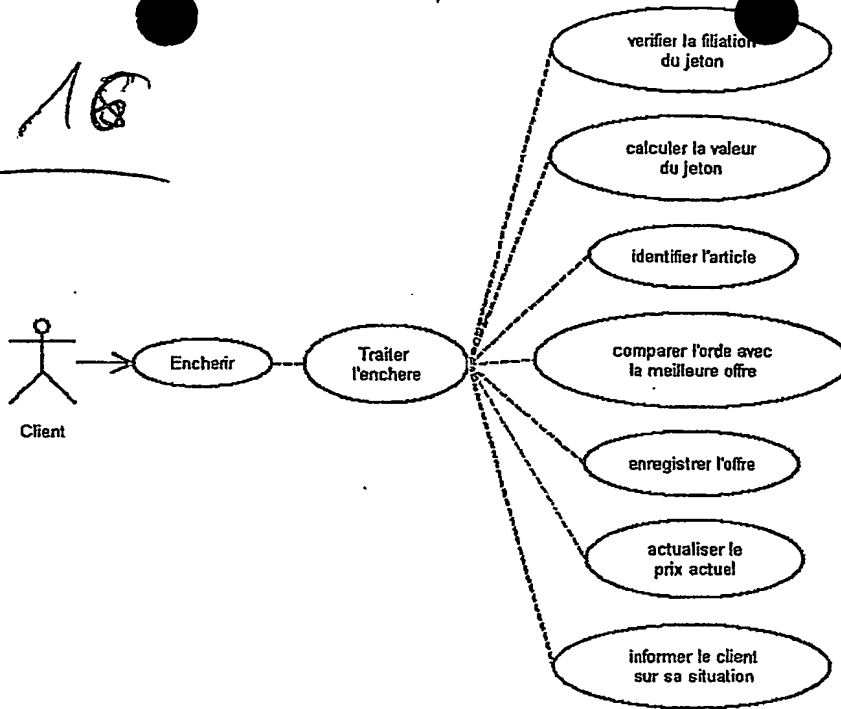 verifier la filiation
du jeton
calculer la valeur
du jeton
identifier l'article
Client
Encherir
Traiter
l'enchere
comparer l'orde avec
la meilleure offre
enregistrer l'offre
actualiser le
prix actuel
informer le client
sur sa situation